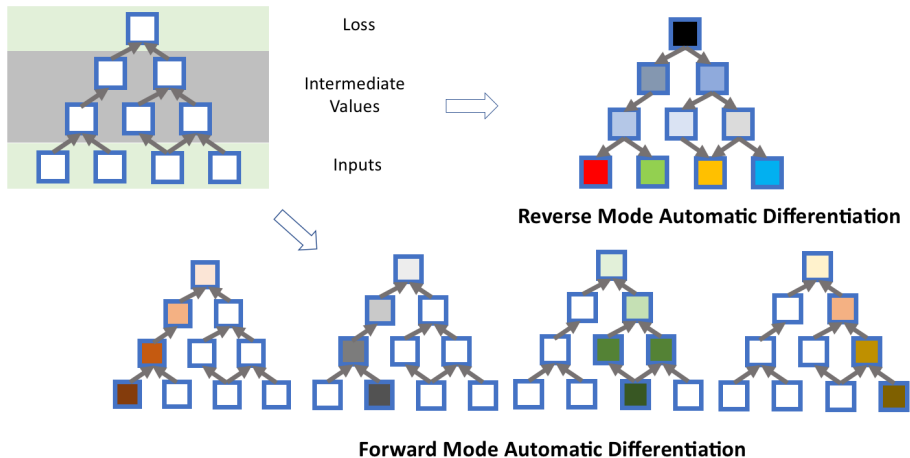 Loss
Intermediate
Values
Inputs
Reverse Mode Automatic Differentiation
Forward Mode Automatic Differentiation